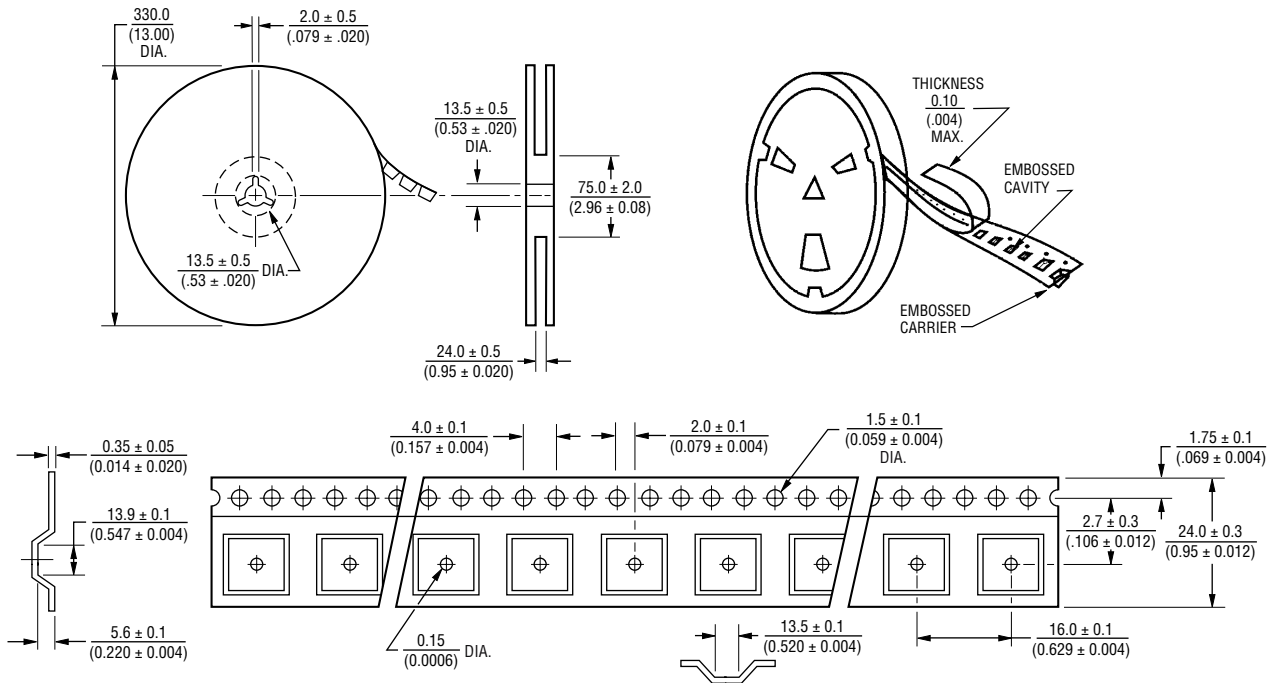 330.0
(13.00)
DIA.
2.0 ± 0.5
(.079 ± .020)
13.5 ± 0.5
(0.53 ± .020)
DIA.
75.0 ± 2.0
(2.96 ± 0.08)
13.5 ± 0.5
(.53 ± .020)
DIA.
24.0 ± 0.5
(0.95 ± 0.020)
THICKNESS
0.10
(.004)
MAX.
EMBOSSED
CAVITY
EMBOSSED
CARRIER
0.35 ± 0.05
(0.014 ± 0.020)
13.9 ± 0.1
(0.547 ± 0.004)
5.6 ± 0.1
(0.220 ± 0.004)
4.0 ± 0.1
(0.157 ± 0.004)
2.0 ± 0.1
(0.079 ± 0.004)
1.5 ± 0.1
(0.059 ± 0.004)
DIA.
1.75 ± 0.1
(.069 ± 0.004)
2.7 ± 0.3
(.106 ± 0.012)
24.0 ± 0.3
(0.95 ± 0.012)
0.15
(0.0006)
DIA.
13.5 ± 0.1
(0.520 ± 0.004)
16.0 ± 0.1
(0.629 ± 0.004)